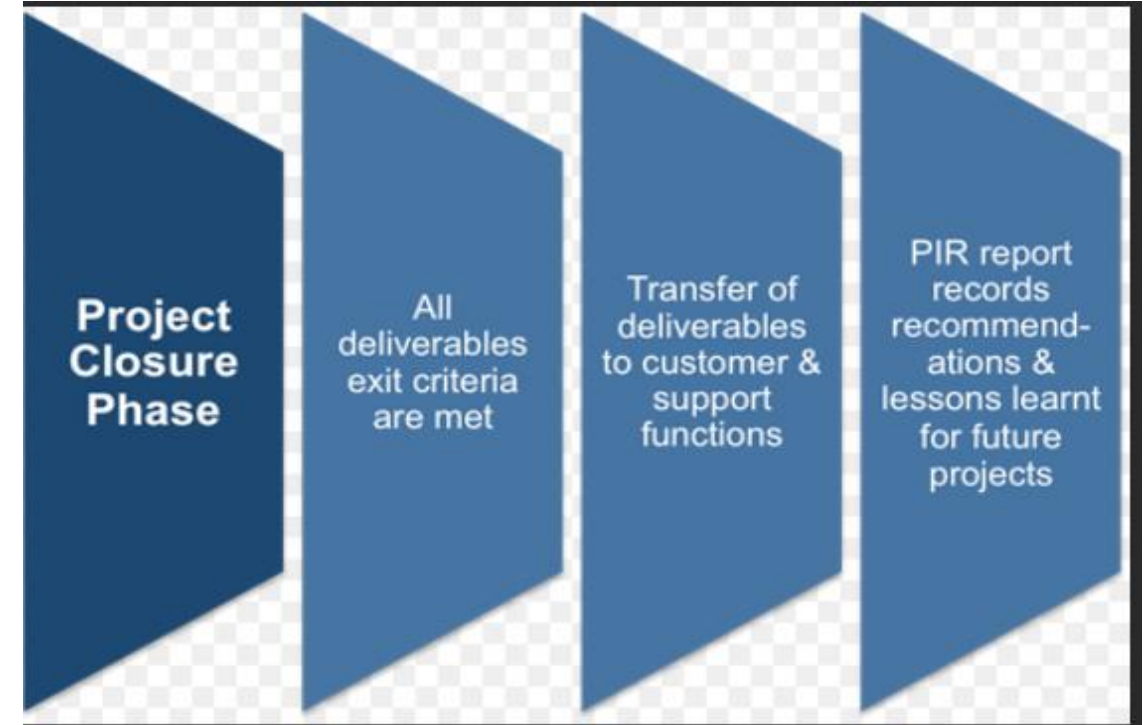 Project
Closure
Phase
All
deliverables
exit criteria
are met
Transfer of
deliverables
to customer &
support
functions
PIR report
records
recommend-
ations &
lessons learnt
for future
projects